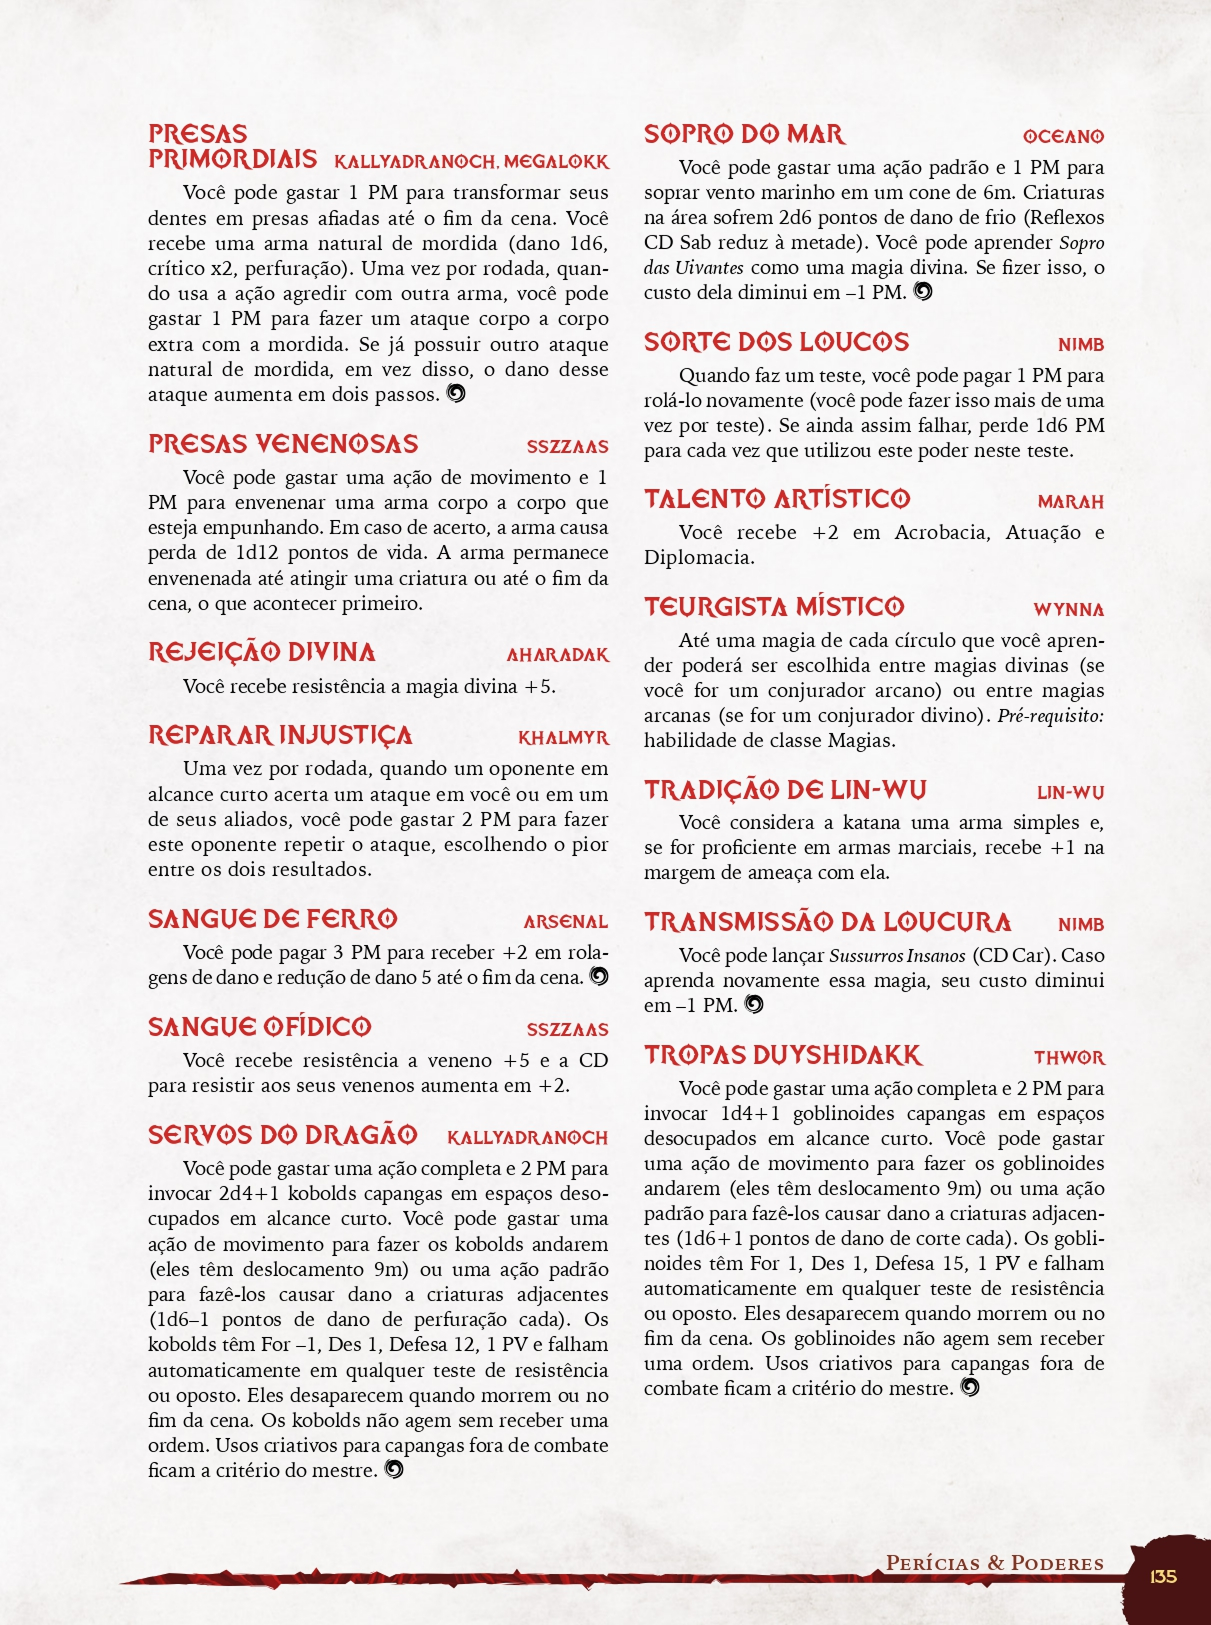 PRESAS
PRIMORDIAIS KALLYADRANOCH, MEGALOKK
Você pode gastar 1 PM para transformar seus
dentes em presas afiadas até o fim da cena. Você
recebe uma arma natural de mordida (dano 1d6,
crítico x2, perfuração). Uma vez por rodada, quan-
do usa a ação agredir com outra arma, você pode
gastar 1 PM para fazer um ataque corpo a corpo
extra com a mordida. Se já possuir outro ataque
natural de mordida, em vez disso, o dano desse
ataque aumenta em dois passos.
PRESAS VENENOSAS SSZZAAS
Você pode gastar uma ação de movimento e 1
PM para envenenar uma arma corpo a corpo que
esteja empunhando. Em caso de acerto, a arma causa
perda de 1d12 pontos de vida. A arma permanece
envenenada até atingir uma criatura ou até o fim da
cena, o que acontecer primeiro.
REJEIÇÃO DIVINA AHARADAK
Você recebe resistência a magia divina +5.
REPARAR INJUSTIÇA KHALMYR
Uma vez por rodada, quando um oponente em
alcance curto acerta um ataque em você ou em um
de seus aliados, você pode gastar 2 PM para fazer
este oponente repetir o ataque, escolhendo o pior
entre os dois resultados.
SANGUE DE FERRO ARSENAL
Você pode pagar 3 PM para receber +2 em rola-
gens de dano e redução de dano 5 até o fim da cena.
SANGUE OFÍDICO SSZZAAS
Você recebe resistência a veneno +5 e a CD
para resistir aos seus venenos aumenta em +2.
SERVOS DO DRAGÃO KALLYADRANOCH
Você pode gastar uma ação completa e 2 PM para
invocar 2d4+1 kobolds capangas em espaços deso-
cupados em alcance curto. Você pode gastar uma
ação de movimento para fazer os kobolds andarem
(eles têm deslocamento 9m) ou uma ação padrão
para fazê-los causar dano a criaturas adjacentes
(1d6–1 pontos de dano de perfuração cada). Os
kobolds têm For –1, Des 1, Defesa 12, 1 PV e falham
automaticamente em qualquer teste de resistência
ou oposto. Eles desaparecem quando morrem ou no
fim da cena. Os kobolds não agem sem receber uma
ordem. Usos criativos para capangas fora de combate
ficam a critério do mestre.
SOPRO DO MAR OCEANO
Você pode gastar uma ação padrão e 1 PM para
soprar vento marinho em um cone de 6m. Criaturas
na área sofrem 2d6 pontos de dano de frio (Reflexos
CD Sab reduz à metade). Você pode aprender Sopro
das Uivantes como uma magia divina. Se fizer isso, o
custo dela diminui em –1 PM.
SORTE DOS LOUCOS NIMB
Quando faz um teste, você pode pagar 1 PM para
rolá-lo novamente (você pode fazer isso mais de uma
vez por teste). Se ainda assim falhar, perde 1d6 PM
para cada vez que utilizou este poder neste teste.
TALENTO ARTÍSTICO MARAH
Você recebe +2 em Acrobacia, Atuação e
Diplomacia.
TEURGISTA MÍSTICO WYNNA
Até uma magia de cada círculo que você apren-
der poderá ser escolhida entre magias divinas (se
você for um conjurador arcano) ou entre magias
arcanas (se for um conjurador divino). Pré-requisito:
habilidade de classe Magias.
TRADIÇÃO DE LIN-WU LIN-WU
Você considera a katana uma arma simples e,
se for proficiente em armas marciais, recebe +1 na
margem de ameaça com ela.
TRANSMISSÃO DA LOUCURA NIMB
Você pode lançar Sussurros Insanos (CD Car). Caso
aprenda novamente essa magia, seu custo diminui
em –1 PM.
TROPAS DUYSHIDAKK THWOR
Você pode gastar uma ação completa e 2 PM para
invocar 1d4+1 goblinoides capangas em espaços
desocupados em alcance curto. Você pode gastar
uma ação de movimento para fazer os goblinoides
andarem (eles têm deslocamento 9m) ou uma ação
padrão para fazê-los causar dano a criaturas adjacen-
tes (1d6+1 pontos de dano de corte cada). Os gobli-
noides têm For 1, Des 1, Defesa 15, 1 PV e falham
automaticamente em qualquer teste de resistência
ou oposto. Eles desaparecem quando morrem ou no
fim da cena. Os goblinoides não agem sem receber
uma ordem. Usos criativos para capangas fora de
combate ficam a critério do mestre.
PERÍCIAS & PODERES
135